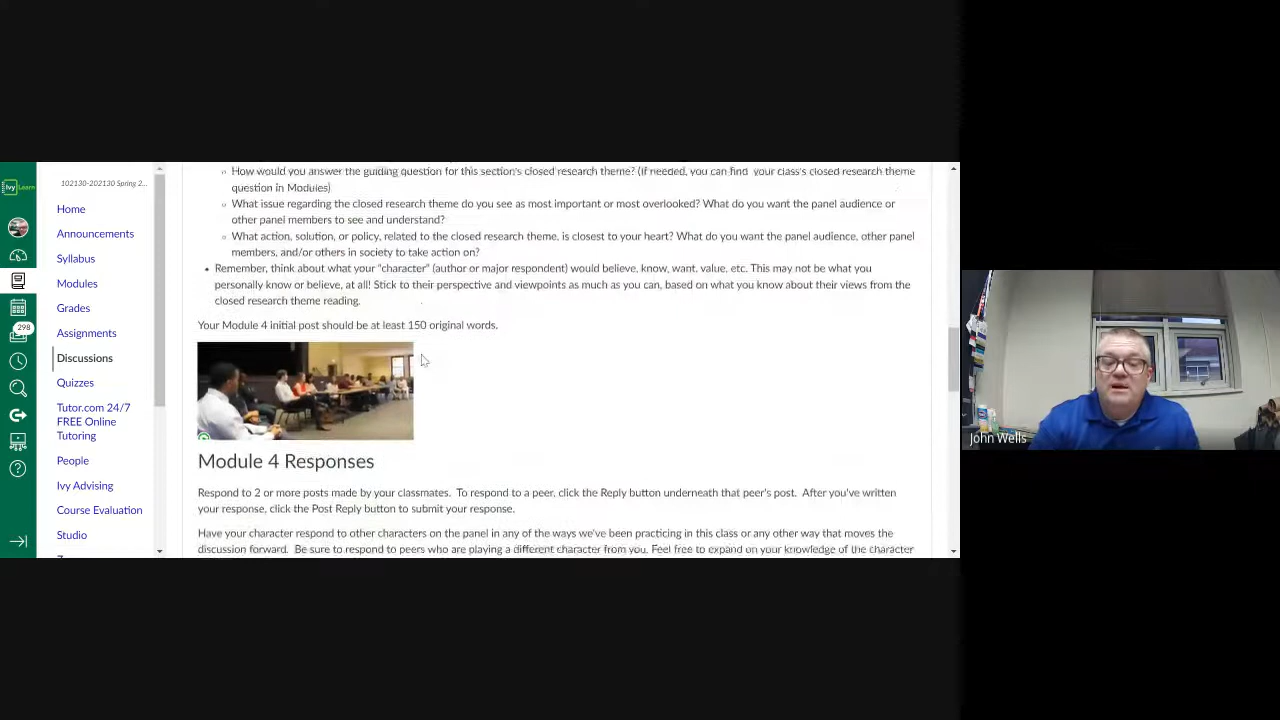 102130-202130 Spring 2...
IvyLearn
Home
Announcements
Syllabus
Modules
Grades
298
Assignments
Discussions
Quizzes
Tutor.com 24/7
FREE Online
Tutoring
People
Ivy Advising
Course Evaluation
Studio
How would you answer the guiding question for this section's closed research theme? (If needed, you can find your class's closed research theme
question in Modules)
What issue regarding the closed research theme do you see as most important or most overlooked? What do you want the panel audience or
other panel members to see and understand?
What action, solution, or policy, related to the closed research theme, is closest to your heart? What do you want the panel audience, other panel
members, and/or others in society to take action on?
Remember, think about what your "character" (author or major respondent) would believe, know, want, value, etc. This may not be what you
personally know or believe, at all! Stick to their perspective and viewpoints as much as you can, based on what you know about their views from the
closed research theme reading.
Your Module 4 initial post should be at least 150 original words.
Module 4 Responses
Respond to 2 or more posts made by your classmates. To respond to a peer, click the Reply button underneath that peer's post. After you've written
your response, click the Post Reply button to submit your response.
Have your character respond to other characters on the panel in any of the ways we've been practicing in this class or any other way that moves the
discussion forward. Be sure to respond to peers who are playing a different character from you. Feel free to expand on your knowledge of the character
John Wells